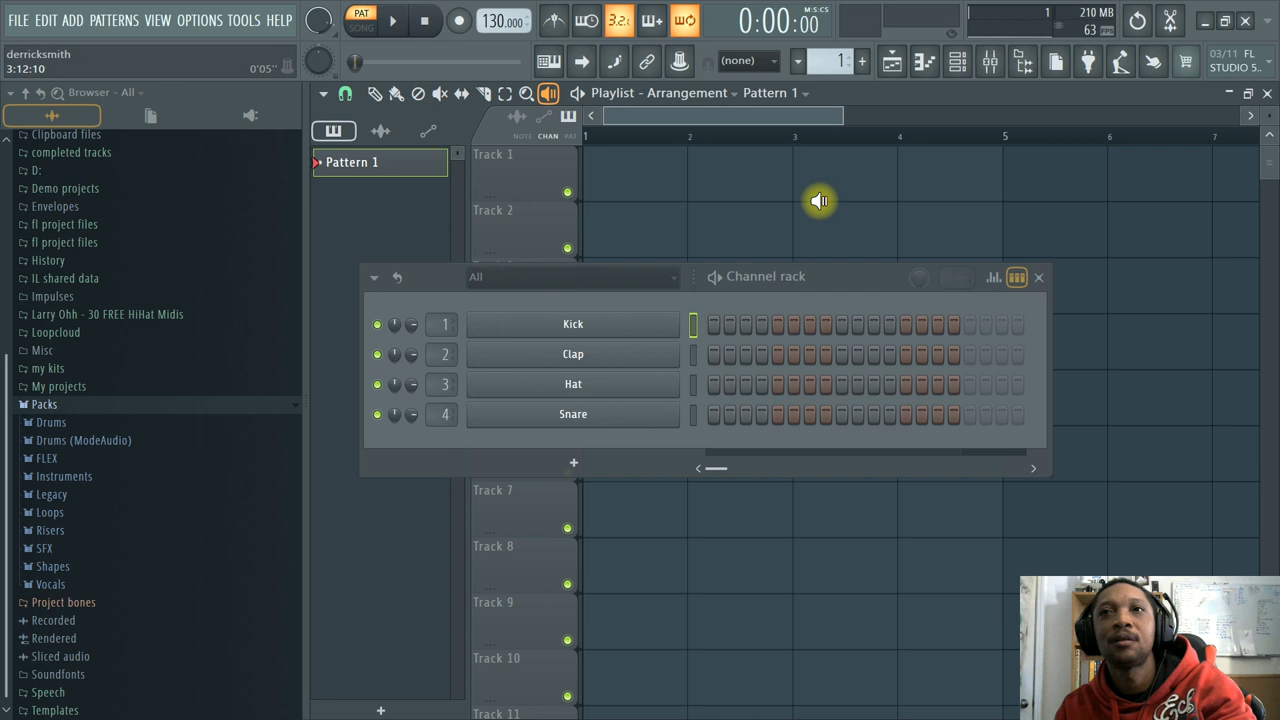 FILE EDIT ADD PATTERNS VIEW OPTIONS TOOLS HELP
PAT
SONG
130.000
3.2.
0:00:00
M:S:CS
1
210 MB
63
derricksmith
3:12:10
0'05"
(none)
1
03/11 FL
STUDIO 5..
Browser - All
Playlist - Arrangement
Pattern 1
Clipboard files
completed tracks
D:
Demo projects
Envelopes
fl project files
fl project files
History
IL shared data
Impulses
Larry Ohh - 30 FREE HiHat Midis
Loopcloud
Misc
my kits
My projects
Packs
Drums
Drums (ModeAudio)
FLEX
Instruments
Legacy
Loops
Risers
SFX
Shapes
Vocals
Project bones
Recorded
Rendered
Sliced audio
Soundfonts
Speech
Templates
Pattern 1
NOTE CHAN PAT
1 2 3 4 5 6 7
Track 1
Track 2
All
Channel rack
1 Kick
2 Clap
3 Hat
4 Snare
Track 7
Track 8
Track 9
Track 10
Track 11